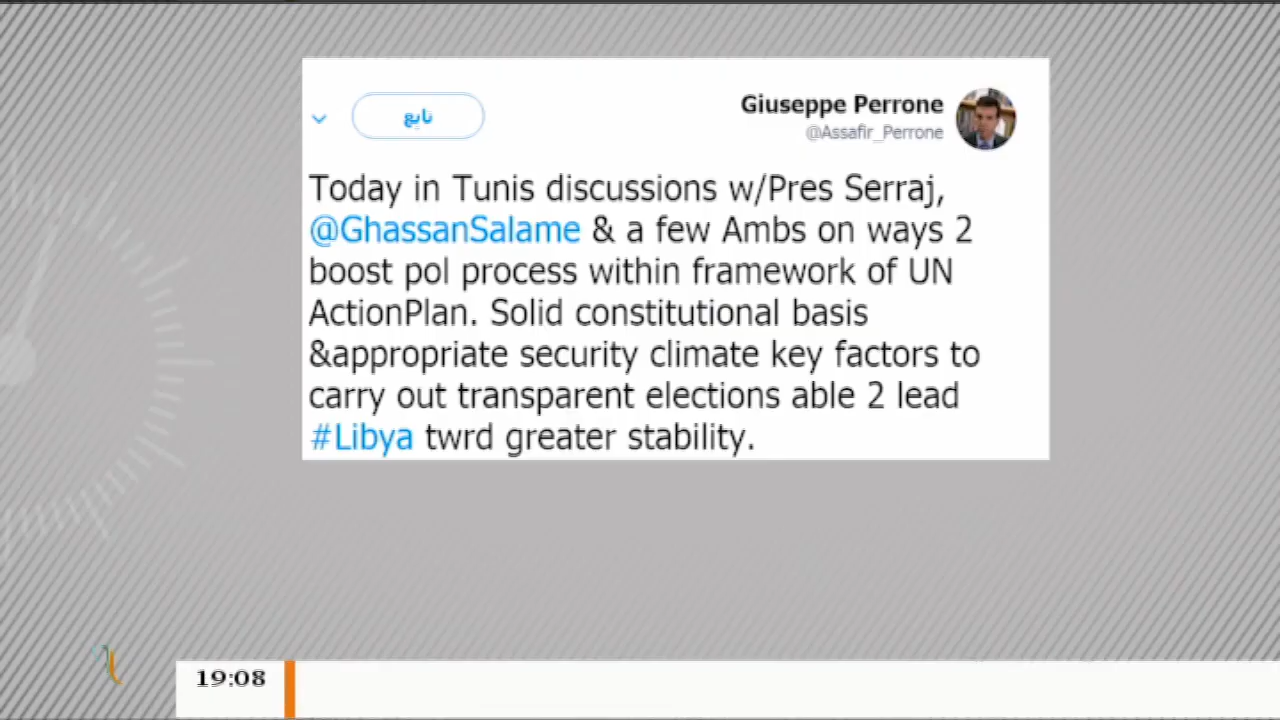 Giuseppe Perrone
@Assafir_Perrone
تابع
Today in Tunis discussions w/Pres Serraj,
@GhassanSalame & a few Ambs on ways 2
boost pol process within framework of UN
ActionPlan. Solid constitutional basis
&appropriate security climate key factors to
carry out transparent elections able 2 lead
#Libya twrd greater stability.
19:08